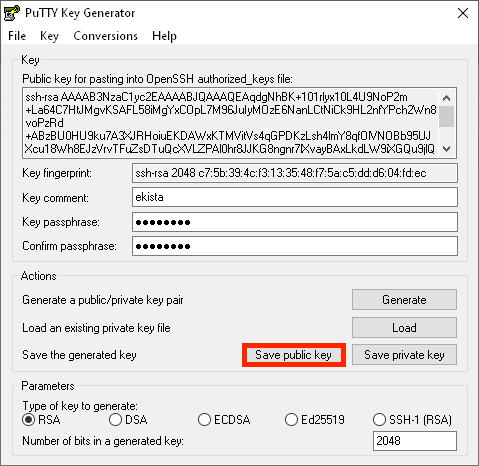 PuTTY Key Generator
File Key Conversions Help
Key
Public key for pasting into OpenSSH authorized_keys file:
ssh-rsa AAAAB3NzaC1yc2EAAAABJQAAAQEAqdgNhBK+101rlyx10L4U9NoP2m
+La64C7HJMgvKSAFL58iMgYxCOpL7M96JulyMOzE6NanLCtNiCk9HL2nfYPch2Wn8
voPzRd
+ABzBU0HU9ku7A3XJRHoiuEKDAWxKTMVitVs4qGPDKzLsh4lmY8qf0IVNOBb95UJ
Xcu18Wh8EJzVrvTFuZsDTuQcXVLZPAl0hr8JJKG8ngnr7lXvayBAxLkdLW9iXGQu9jlQ
Key fingerprint: ssh-rsa 2048 c7:5b:39:4c:f3:13:35:48:f7:5a:c5:dd:d6:04:fd:ec
Key comment: ekista
Key passphrase: ●●●●●●●●
Confirm passphrase: ●●●●●●●●
Actions
Generate a public/private key pair Generate
Load an existing private key file Load
Save the generated key Save public key Save private key
Parameters
Type of key to generate:
RSA DSA ECDSA Ed25519 SSH-1 (RSA)
Number of bits in a generated key: 2048